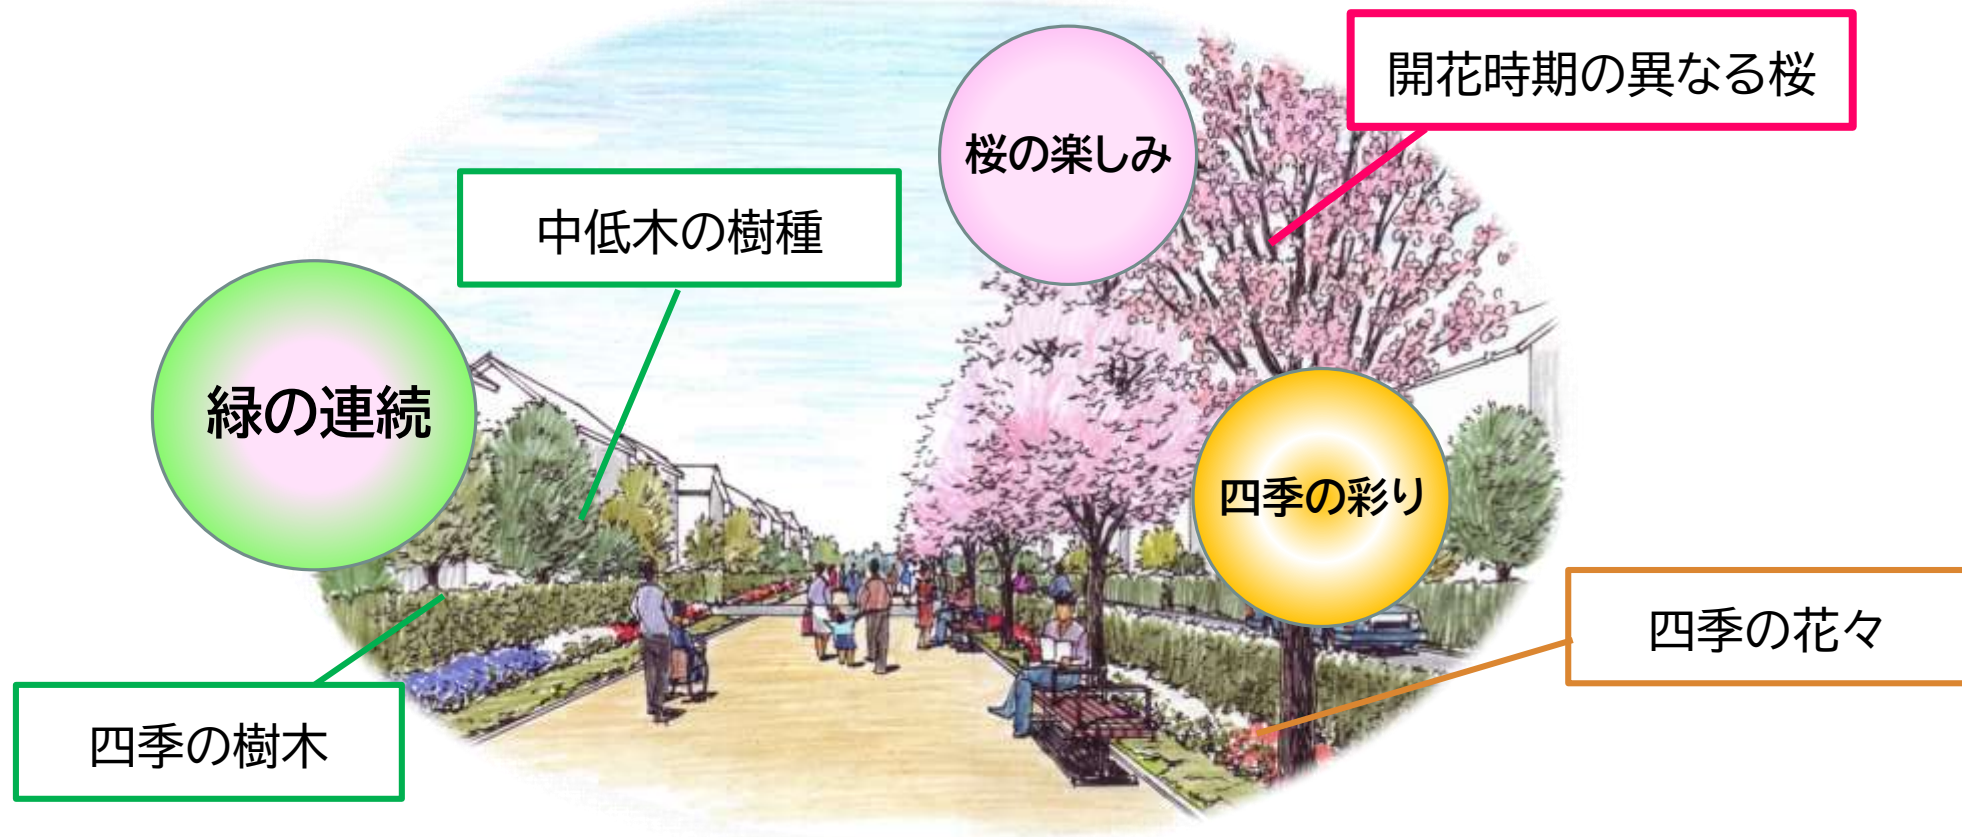 開花時期の異なる桜
桜の楽しみ
中低木の樹種
緑の連続
四季の彩り
四季の花々
四季の樹木